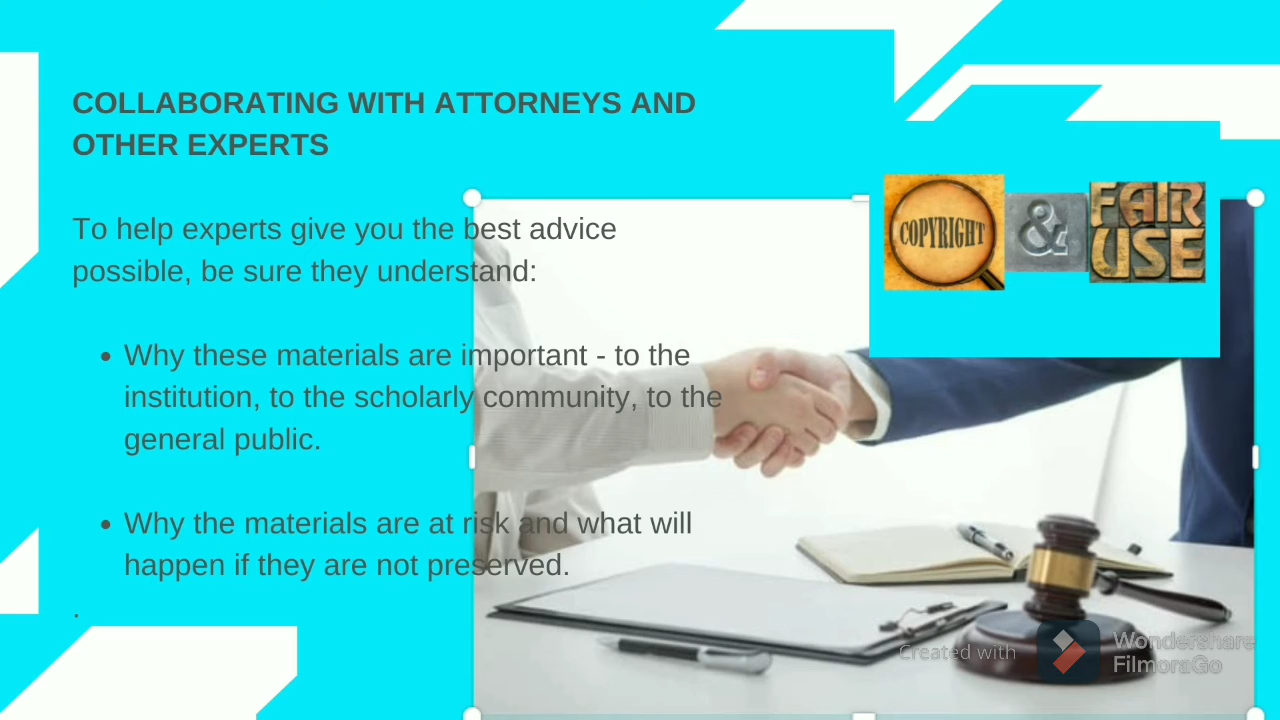 COLLABORATING WITH ATTORNEYS AND
OTHER EXPERTS
To help experts give you the best advice
possible, be sure they understand:
• Why these materials are important - to the
institution, to the scholarly community, to the
general public.
• Why the materials are at risk and what will
happen if they are not preserved.
.
COPYRIGHT & FAIR
USE
Created with Wondershare
FilmoraGo